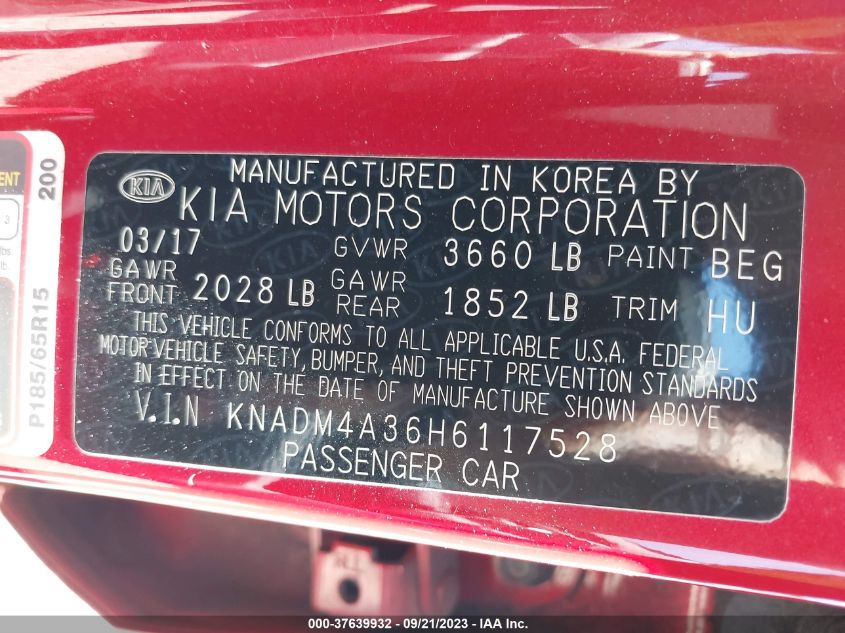 MANUFACTURED IN KOREA BY
KIA KIA MOTORS CORPORATION
03/17 GVWR 3660 LB PAINT BEG
GAWR FRONT 2028 LB GAWR REAR 1852 LB TRIM HU
THIS VEHICLE CONFORMS TO ALL APPLICABLE U.S.A. FEDERAL
MOTOR VEHICLE SAFETY, BUMPER, AND THEFT PREVENTION STANDARDS
IN EFFECT ON THE DATE OF MANUFACTURE SHOWN ABOVE
V.I.N KNADM4A36H6117528
PASSENGER CAR
200
P185/65R15
3
lbs.
lb.
000-37639932 - 09/21/2023 - IAA Inc.